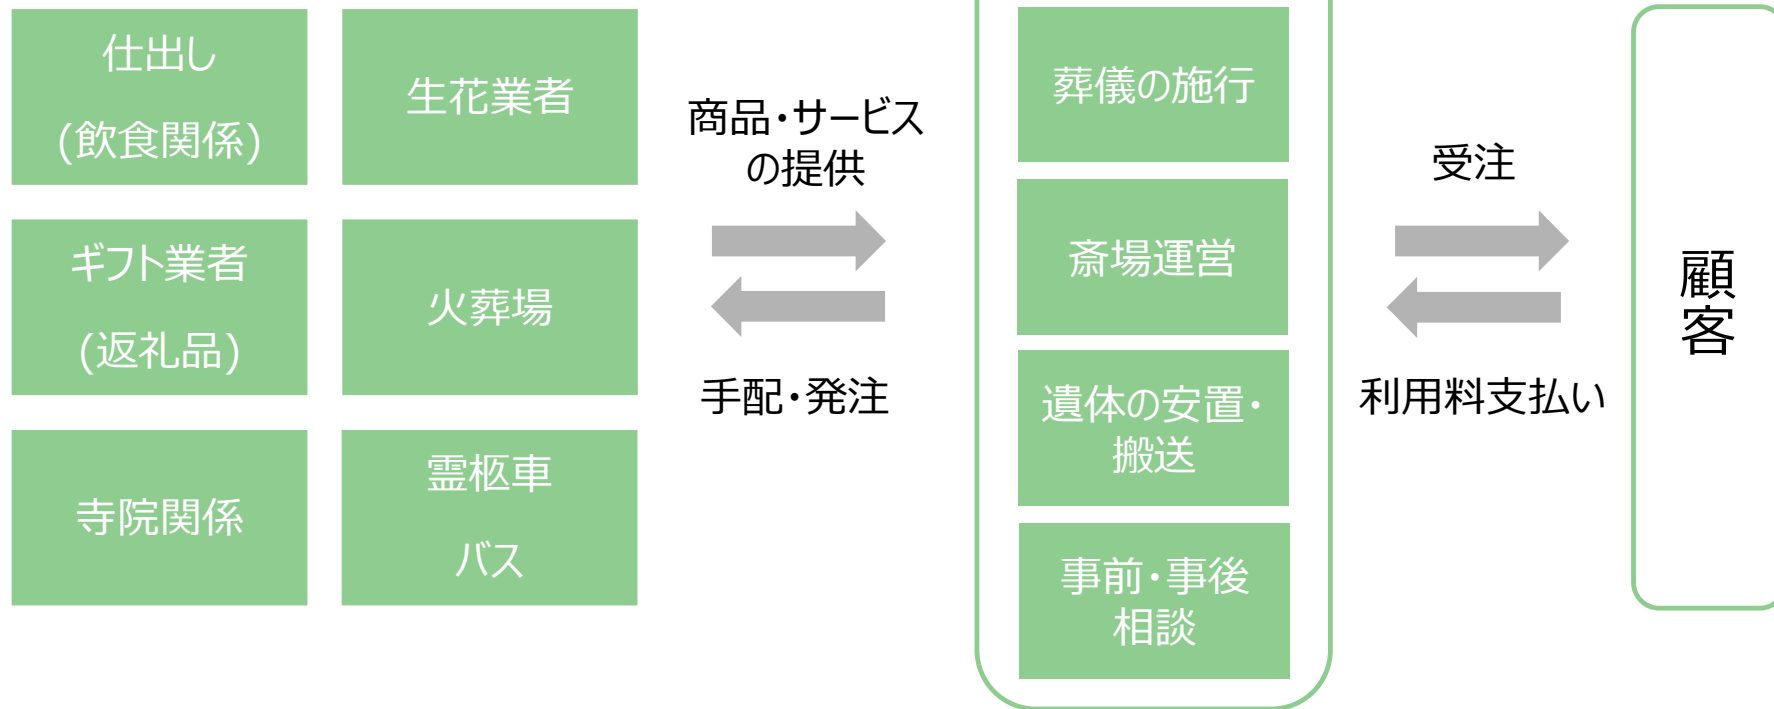 仕出し
(飲食関係)
生花業者
ギフト業者
(返礼品)
火葬場
寺院関係
霊柩車
バス
商品・サービス
の提供
手配・発注
葬儀の施行
斎場運営
遺体の安置・
搬送
事前・事後
相談
受注
利用料支払い
顧客